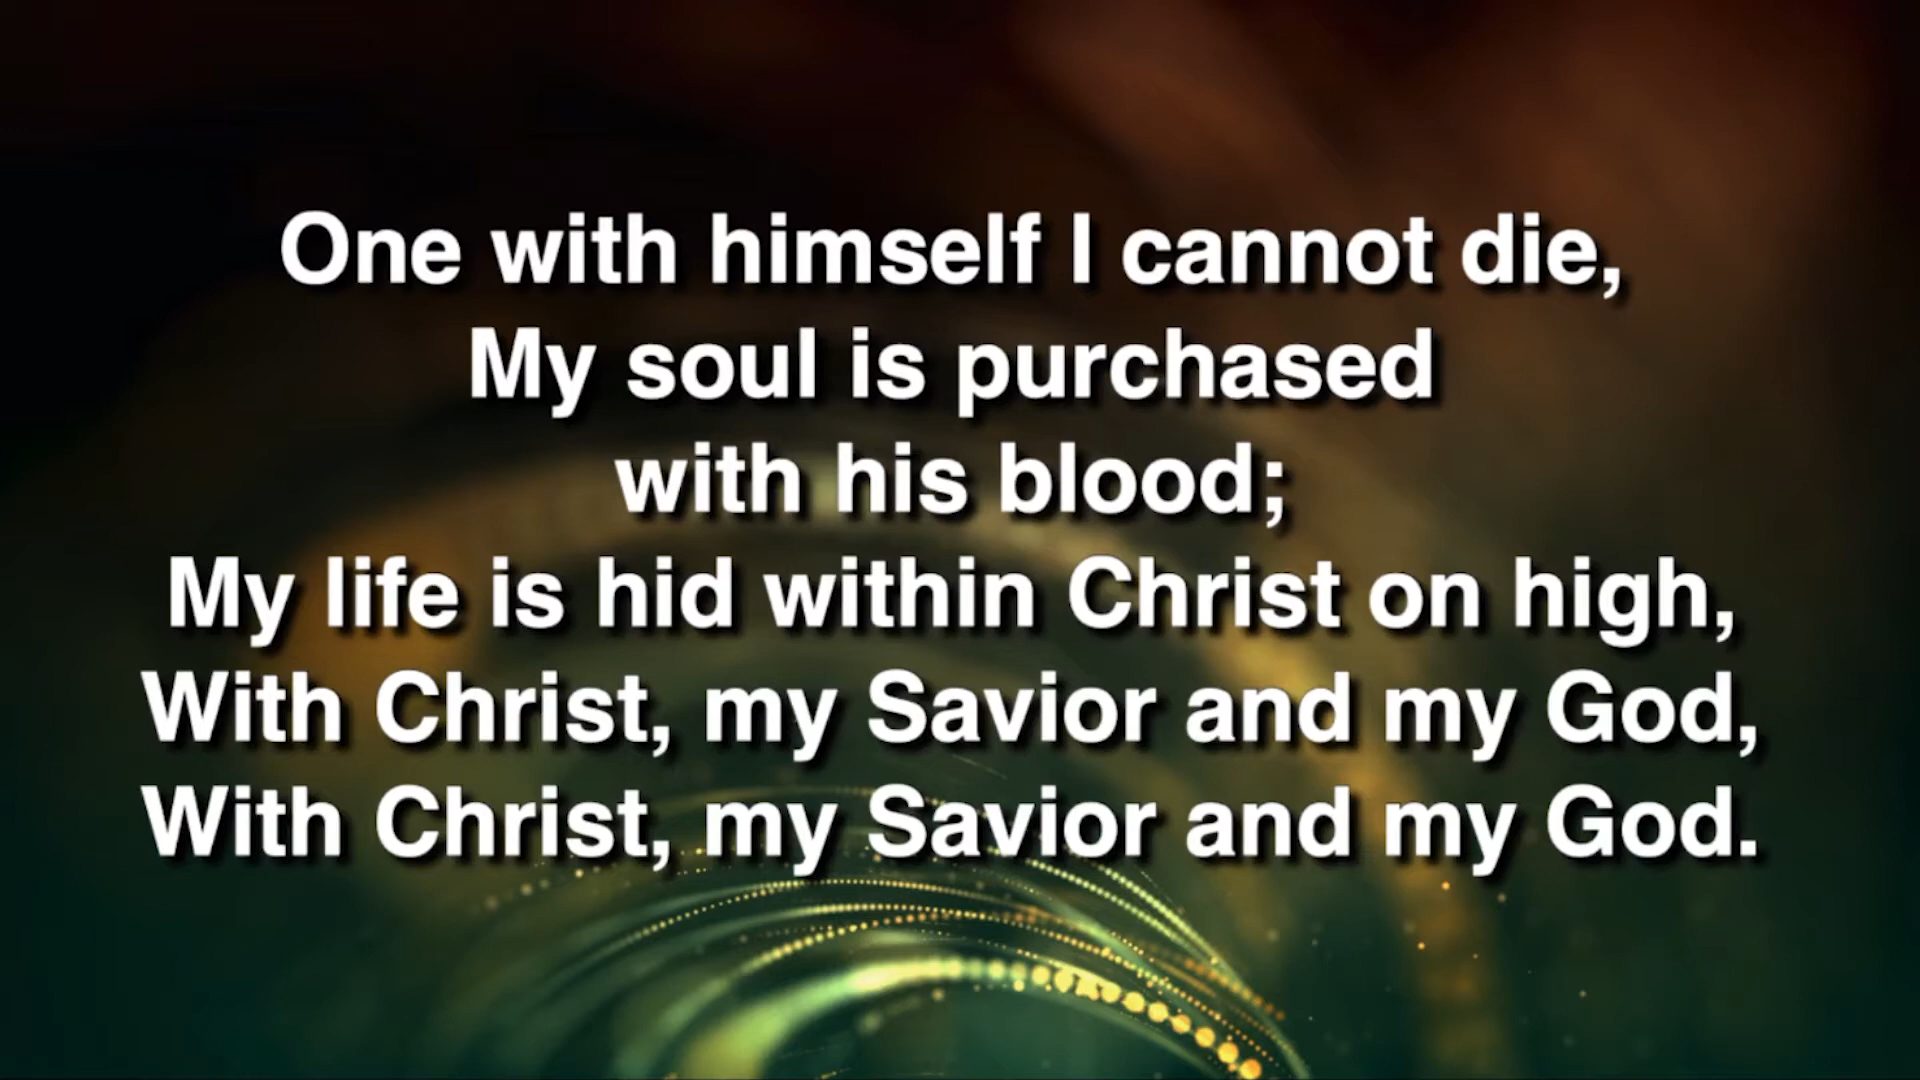 One with himself I cannot die,
My soul is purchased
with his blood;
My life is hid within Christ on high,
With Christ, my Savior and my God,
With Christ, my Savior and my God.